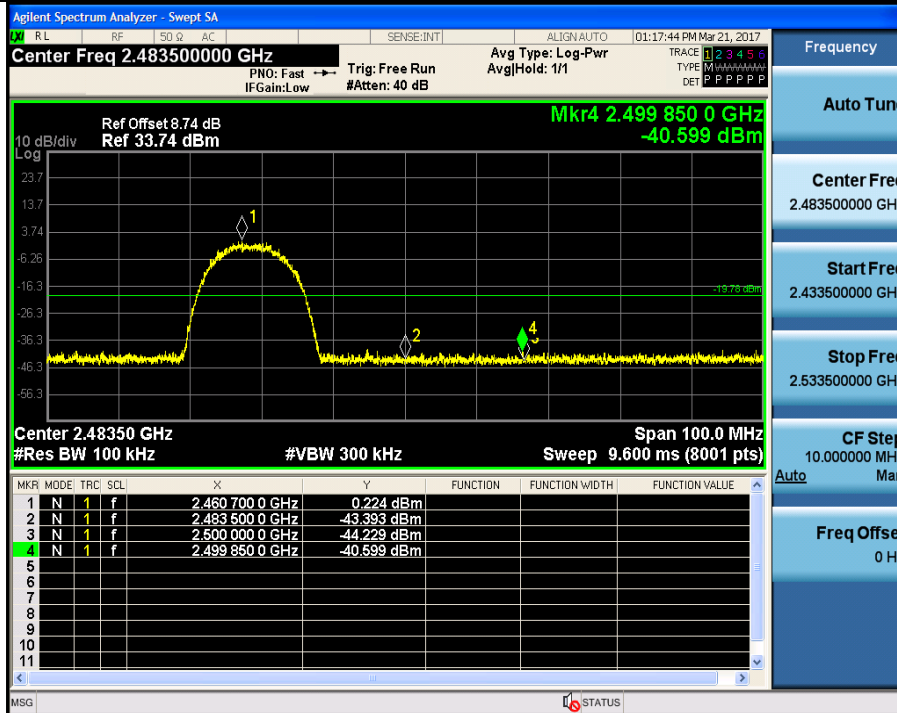 Agilent Spectrum Analyzer - Swept SA
LXI RL RF 50 Ω AC SENSE:INT ALIGN AUTO 01:17:44 PM Mar 21, 2017
Center Freq 2.483500000 GHz
PNO: Fast
IFGain:Low
Trig: Free Run
#Atten: 40 dB
Avg Type: Log-Pwr
Avg|Hold: 1/1
TRACE 1 2 3 4 5 6
TYPE M
DET P P P P P P
Mkr4 2.499 850 0 GHz
-40.599 dBm
Ref Offset 8.74 dB
10 dB/div Ref 33.74 dBm
Log
23.7
13.7
3.74
-6.26
-16.3
-26.3
-36.3
-46.3
-56.3
1
2
4
-19.78 dBm
Center 2.48350 GHz Span 100.0 MHz
#Res BW 100 kHz #VBW 300 kHz Sweep 9.600 ms (8001 pts)
MKR MODE TRC SCL X Y FUNCTION FUNCTION WIDTH FUNCTION VALUE
1 N 1 f 2.460 700 0 GHz 0.224 dBm
2 N 1 f 2.483 500 0 GHz -43.393 dBm
3 N 1 f 2.500 000 0 GHz -44.229 dBm
4 N 1 f 2.499 850 0 GHz -40.599 dBm
5
6
7
8
9
10
11
MSG STATUS
Frequency
Auto Tun
Center Fre
2.483500000 GH
Start Fre
2.433500000 GH
Stop Fre
2.533500000 GH
CF Step
10.000000 MH
Auto Ma
Freq Offse
0 H